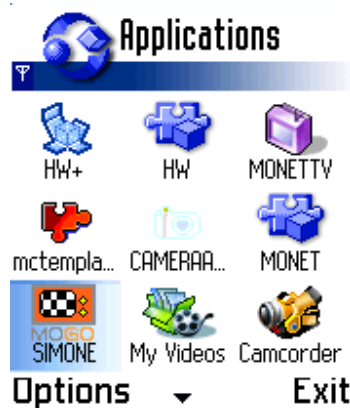 Applications
HW+ HW MONETTV
mctempla... CAMERAA... MONET
MOGO
SIMONE My Videos Camcorder
Options Exit